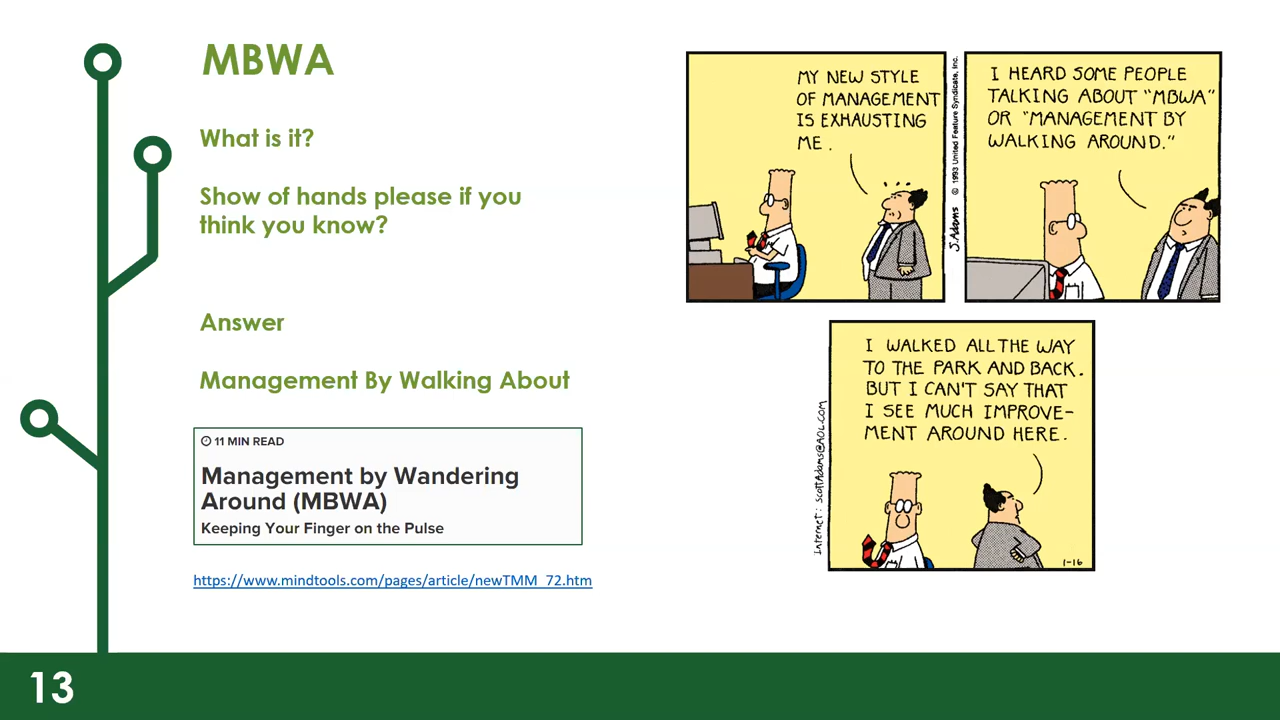 MBWA
What is it?
Show of hands please if you
think you know?
Answer
Management By Walking About
11 MIN READ
Management by Wandering
Around (MBWA)
Keeping Your Finger on the Pulse
https://www.mindtools.com/pages/article/newTMM_72.htm
MY NEW STYLE
OF MANAGEMENT
IS EXHAUSTING
ME.
S.Adams © 1993 United Feature Syndicate, Inc.
I HEARD SOME PEOPLE
TALKING ABOUT "MBWA"
OR "MANAGEMENT BY
WALKING AROUND."
Internet: scottAdams@AOL.COM
I WALKED ALL THE WAY
TO THE PARK AND BACK.
BUT I CAN'T SAY THAT
I SEE MUCH IMPROVE-
MENT AROUND HERE.
1-16
13